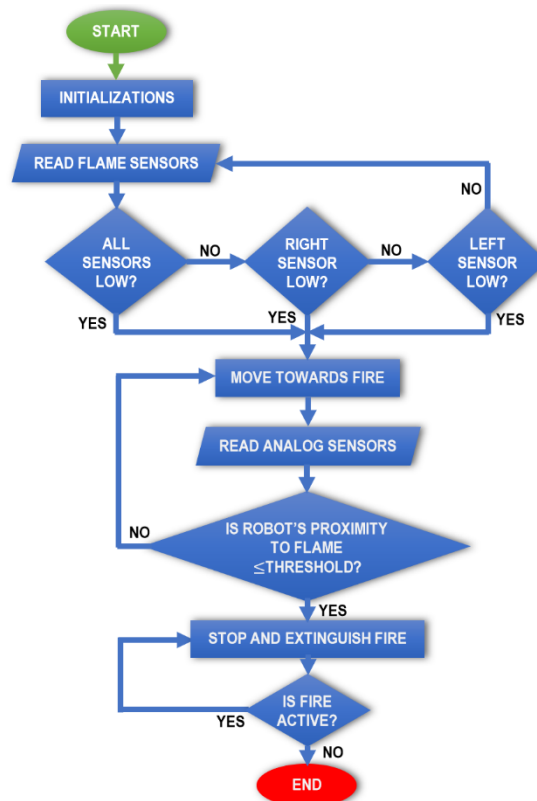 START
INITIALIZATIONS
READ FLAME SENSORS
NO
ALL
SENSORS
LOW?
NO
RIGHT
SENSOR
LOW?
NO
LEFT
SENSOR
LOW?
YES
YES
YES
MOVE TOWARDS FIRE
READ ANALOG SENSORS
NO
IS ROBOT'S PROXIMITY
TO FLAME
≤THRESHOLD?
YES
STOP AND EXTINGUISH FIRE
IS FIRE
ACTIVE?
YES
NO
END